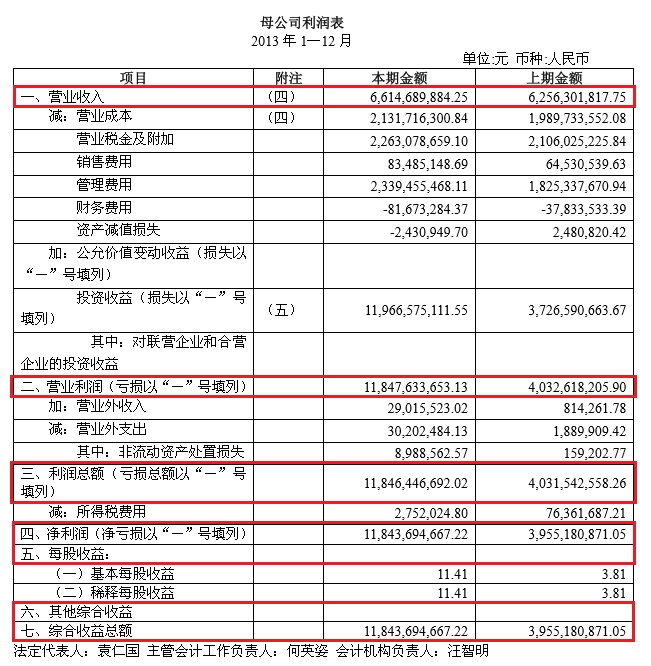 母公司利润表
2013 年 1—12 月
单位:元 币种:人民币
项目 附注 本期金额 上期金额
一、营业收入 （四） 6,614,689,884.25 6,256,301,817.75
减：营业成本 （四） 2,131,716,300.84 1,989,733,552.08
营业税金及附加 2,263,078,659.10 2,106,025,225.84
销售费用 83,485,148.69 64,530,539.63
管理费用 2,339,455,468.11 1,825,337,670.94
财务费用 -81,673,284.37 -37,833,533.39
资产减值损失 -2,430,949.70 2,480,820.42
加：公允价值变动收益（损失以
“－”号填列）
投资收益（损失以“－”号
填列） （五） 11,966,575,111.55 3,726,590,663.67
其中：对联营企业和合营
企业的投资收益
二、营业利润（亏损以“－”号填列） 11,847,633,653.13 4,032,618,205.90
加：营业外收入 29,015,523.02 814,261.78
减：营业外支出 30,202,484.13 1,889,909.42
其中：非流动资产处置损失 8,988,562.57 159,202.77
三、利润总额（亏损总额以“－”号
填列） 11,846,446,692.02 4,031,542,558.26
减：所得税费用 2,752,024.80 76,361,687.21
四、净利润（净亏损以“－”号填列） 11,843,694,667.22 3,955,180,871.05
五、每股收益：
（一）基本每股收益 11.41 3.81
（二）稀释每股收益 11.41 3.81
六、其他综合收益
七、综合收益总额 11,843,694,667.22 3,955,180,871.05
法定代表人：袁仁国 主管会计工作负责人：何英姿 会计机构负责人：汪智明